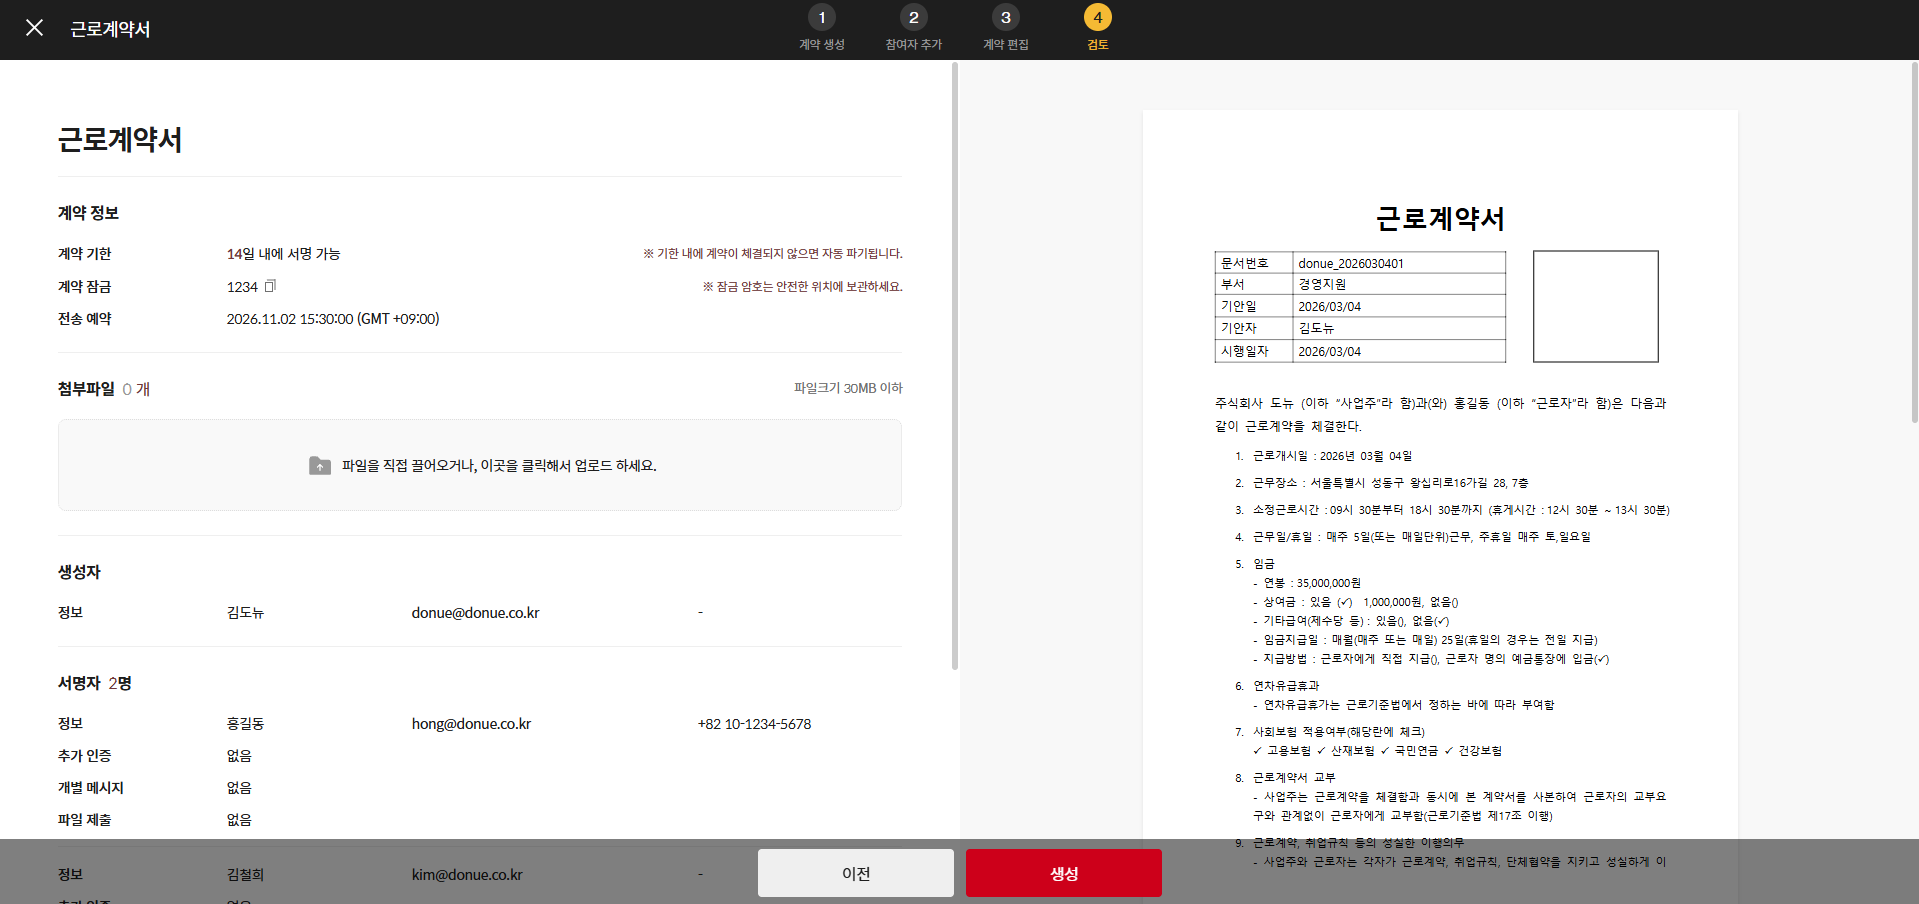 근로계약서
1
계약 생성
2
참여자 추가
3
계약 편집
4
검토
근로계약서
계약 정보
계약 기한 14일 내에 서명 가능 ※ 기한 내에 계약이 체결되지 않으면 자동 파기됩니다.
계약 잠금 1234 ※ 잠금 암호는 안전한 위치에 보관하세요.
전송 예약 2026.11.02 15:30:00 (GMT +09:00)
첨부파일 0 개 파일크기 30MB 이하
파일을 직접 끌어오거나, 이곳을 클릭해서 업로드 하세요.
생성자
정보 김도뉴 donue@donue.co.kr -
서명자 2명
정보 홍길동 hong@donue.co.kr +82 10-1234-5678
추가 인증 없음
개별 메시지 없음
파일 제출 없음
정보 김철희 kim@donue.co.kr -
이전
생성
근로계약서
문서번호 donue_2026030401
부서 경영지원
기안일 2026/03/04
기안자 김도뉴
시행일자 2026/03/04
주식회사 도뉴 (이하 “사업주”라 함)과(와) 홍길동 (이하 “근로자”라 함)은 다음과
같이 근로계약을 체결한다.
1. 근로개시일 : 2026년 03월 04일
2. 근무장소 : 서울특별시 성동구 왕십리로16가길 28, 7층
3. 소정근로시간 : 09시 30분부터 18시 30분까지 (휴게시간 : 12시 30분 ~ 13시 30분)
4. 근무일/휴일 : 매주 5일(또는 매일단위)근무, 주휴일 매주 토,일요일
5. 임금
- 연봉 : 35,000,000원
- 상여금 : 있음 (✓) 1,000,000원, 없음()
- 기타급여(제수당 등) : 있음(), 없음(✓)
- 임금지급일 : 매월(매주 또는 매일) 25일(휴일의 경우는 전일 지급)
- 지급방법 : 근로자에게 직접 지급(), 근로자 명의 예금통장에 입금(✓)
6. 연차유급휴과
- 연차유급휴가는 근로기준법에서 정하는 바에 따라 부여함
7. 사회보험 적용여부(해당란에 체크)
✓ 고용보험 ✓ 산재보험 ✓ 국민연금 ✓ 건강보험
8. 근로계약서 교부
- 사업주는 근로계약을 체결함과 동시에 본 계약서를 사본하여 근로자의 교부요
구와 관계없이 근로자에게 교부함(근로기준법 제17조 이행)
9. 근로계약, 취업규칙 등의 성실한 이행의무
- 사업주와 근로자는 각자가 근로계약, 취업규칙, 단체협약을 지키고 성실하게 이